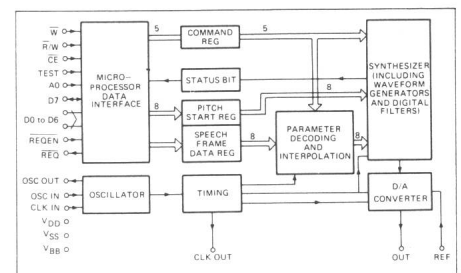 W
R/W
CE
TEST
A0
D7
D0 to D6
REQEN
REQ
OSC OUT
OSC IN
CLK IN
VDD
VSS
VBB
MICRO-
PROCESSOR
DATA
INTERFACE
5
COMMAND
REG
5
STATUS BIT
8
PITCH
START REG
8
SPEECH
FRAME
DATA REG
8
PARAMETER
DECODING
AND
INTERPOLATION
8
SYNTHESIZER
(INCLUDING
WAVEFORM
GENERATORS
AND DIGITAL
FILTERS)
OSCILLATOR
TIMING
D/A
CONVERTER
CLK OUT
OUT
REF